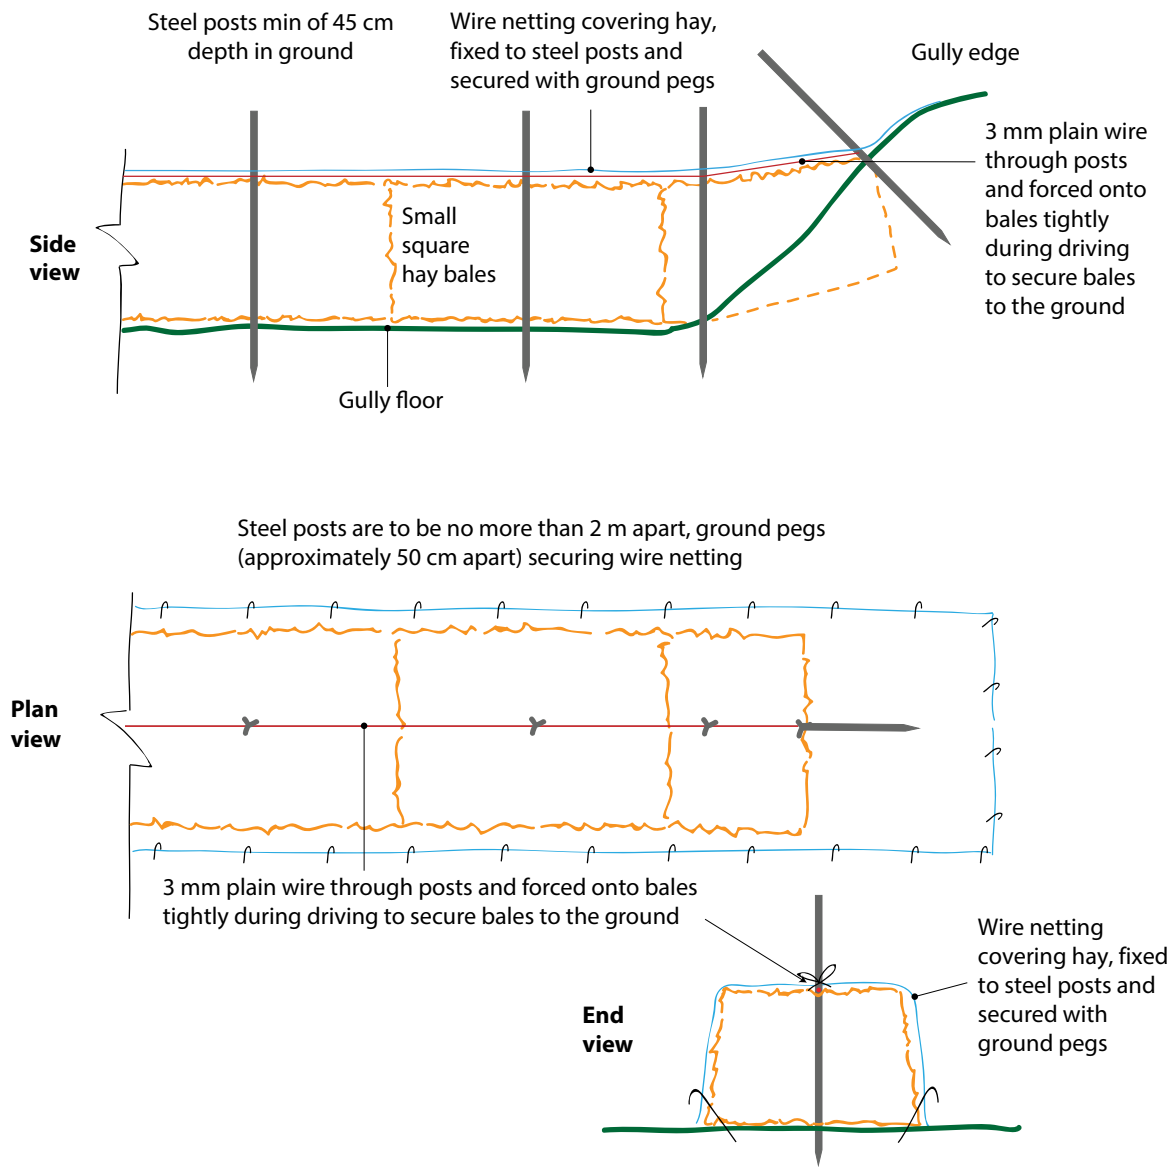 Steel posts min of 45 cm
depth in ground
Wire netting covering hay,
fixed to steel posts and
secured with ground pegs
Gully edge
3 mm plain wire
through posts
and forced onto
bales tightly
during driving
to secure bales
to the ground
Side
view
Small
square
hay bales
Gully floor
Steel posts are to be no more than 2 m apart, ground pegs
(approximately 50 cm apart) securing wire netting
Plan
view
3 mm plain wire through posts and forced onto bales
tightly during driving to secure bales to the ground
Wire netting
covering hay, fixed
to steel posts and
secured with
ground pegs
End
view